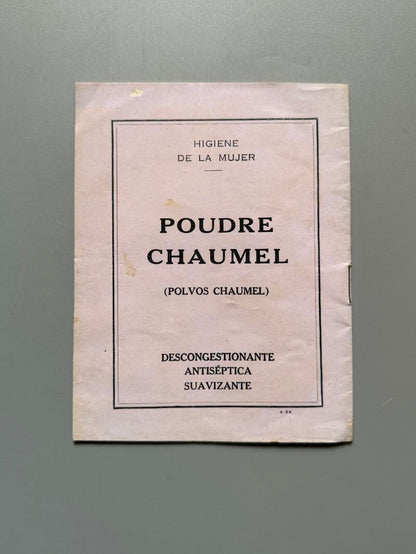 HIGIENE
DE LA MUJER
POUDRE
CHAUMEL
(POLVOS CHAUMEL)
DESCONGESTIONANTE
ANTISÉPTICA
SUAVIZANTE
4-34